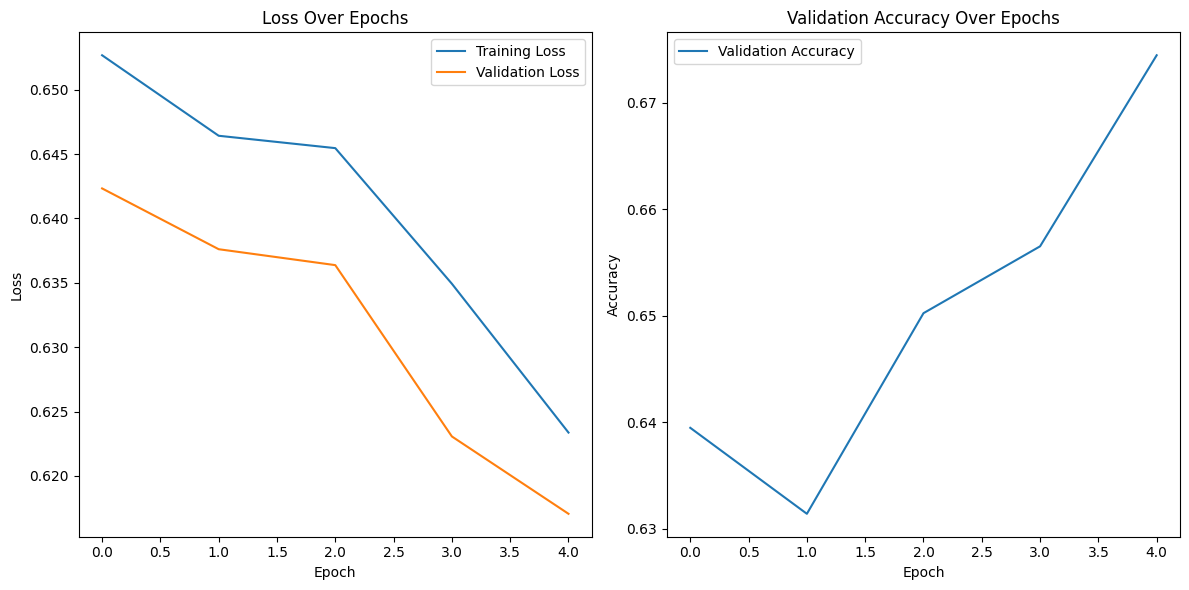 Loss Over Epochs
Training Loss
Validation Loss
Loss
0.650
0.645
0.640
0.635
0.630
0.625
0.620
0.0 0.5 1.0 1.5 2.0 2.5 3.0 3.5 4.0
Epoch
Validation Accuracy Over Epochs
Validation Accuracy
Accuracy
0.67
0.66
0.65
0.64
0.63
0.0 0.5 1.0 1.5 2.0 2.5 3.0 3.5 4.0
Epoch